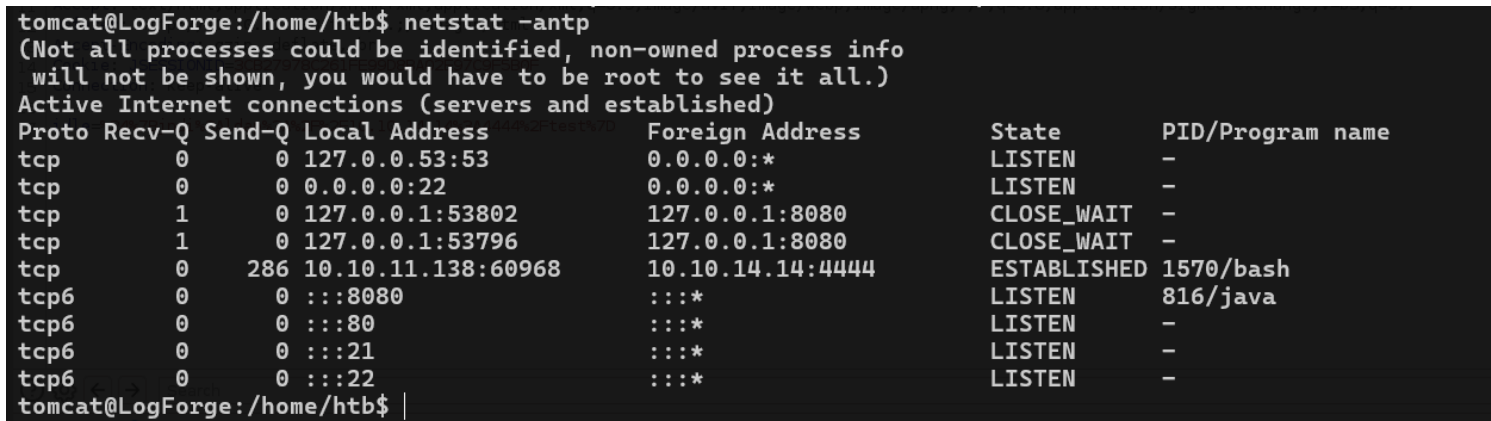 tomcat@LogForge:/home/htb$ netstat -antp
(Not all processes could be identified, non-owned process info
 will not be shown, you would have to be root to see it all.)
Active Internet connections (servers and established)
Proto Recv-Q Send-Q Local Address           Foreign Address         State       PID/Program name
tcp        0      0 127.0.0.53:53           0.0.0.0:*               LISTEN      -
tcp        0      0 0.0.0.0:22              0.0.0.0:*               LISTEN      -
tcp        1      0 127.0.0.1:53802         127.0.0.1:8080          CLOSE_WAIT  -
tcp        1      0 127.0.0.1:53796         127.0.0.1:8080          CLOSE_WAIT  -
tcp        0    286 10.10.11.138:60968      10.10.14.14:4444        ESTABLISHED 1570/bash
tcp6       0      0 :::8080                 :::*                    LISTEN      816/java
tcp6       0      0 :::80                   :::*                    LISTEN      -
tcp6       0      0 :::21                   :::*                    LISTEN      -
tcp6       0      0 :::22                   :::*                    LISTEN      -
tomcat@LogForge:/home/htb$